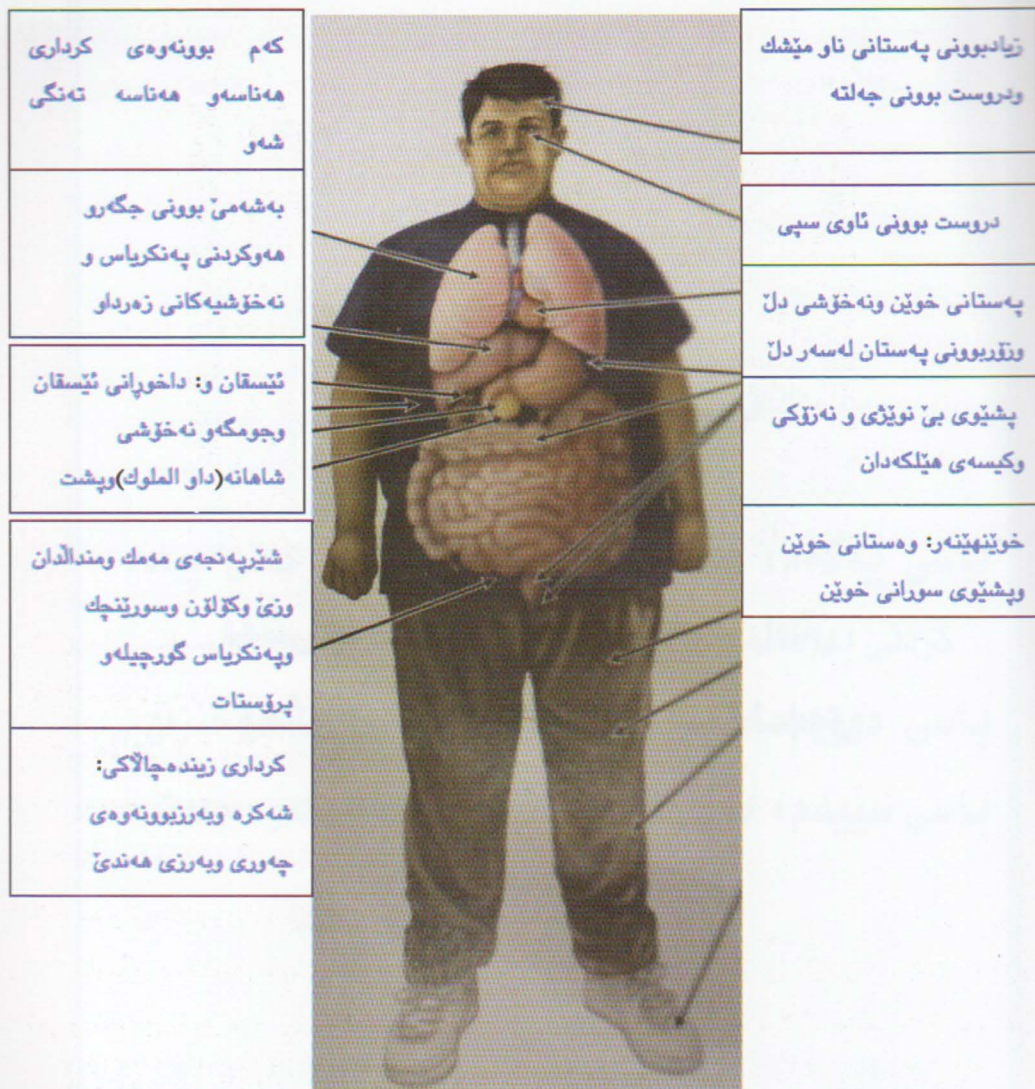 زیادبوونی پەستانی ناو مێشك
ودروست بوونی جەلتە
دروست بوونی ئاوی سپی
پەستانی خوێن ونەخۆشی دڵ
وزۆربوونی پەستان لەسەر دڵ
پشێوی بێ نوێژی و نەزۆکی
وکیسەی هێلکەدان
خوێنهێنەر: وەستانی خوێن
وپشێوی سورانی خوێن
کەم بوونەوەی کرداری
هەناسەو هەناسە تەنگی
شەو
بەشەمێ بوونی جگەرو
هەوکردنی پەنکریاس و
نەخۆشیەکانی زەرداو
ئێسقان و: داخورانی ئێسقان
وجومگەو نەخۆشی
شاهانە(داو الملوك)وپشت
شێرپەنجەی مەمك ومنداڵدان
وزێ وکۆلۆن وسورێنچك
وپەنکریاس گورچیلەو
پرۆستات
کرداری زیندەچالاکی:
شەکرە وبەرزبوونەوەی
چەوری وبەرزی هەندێ